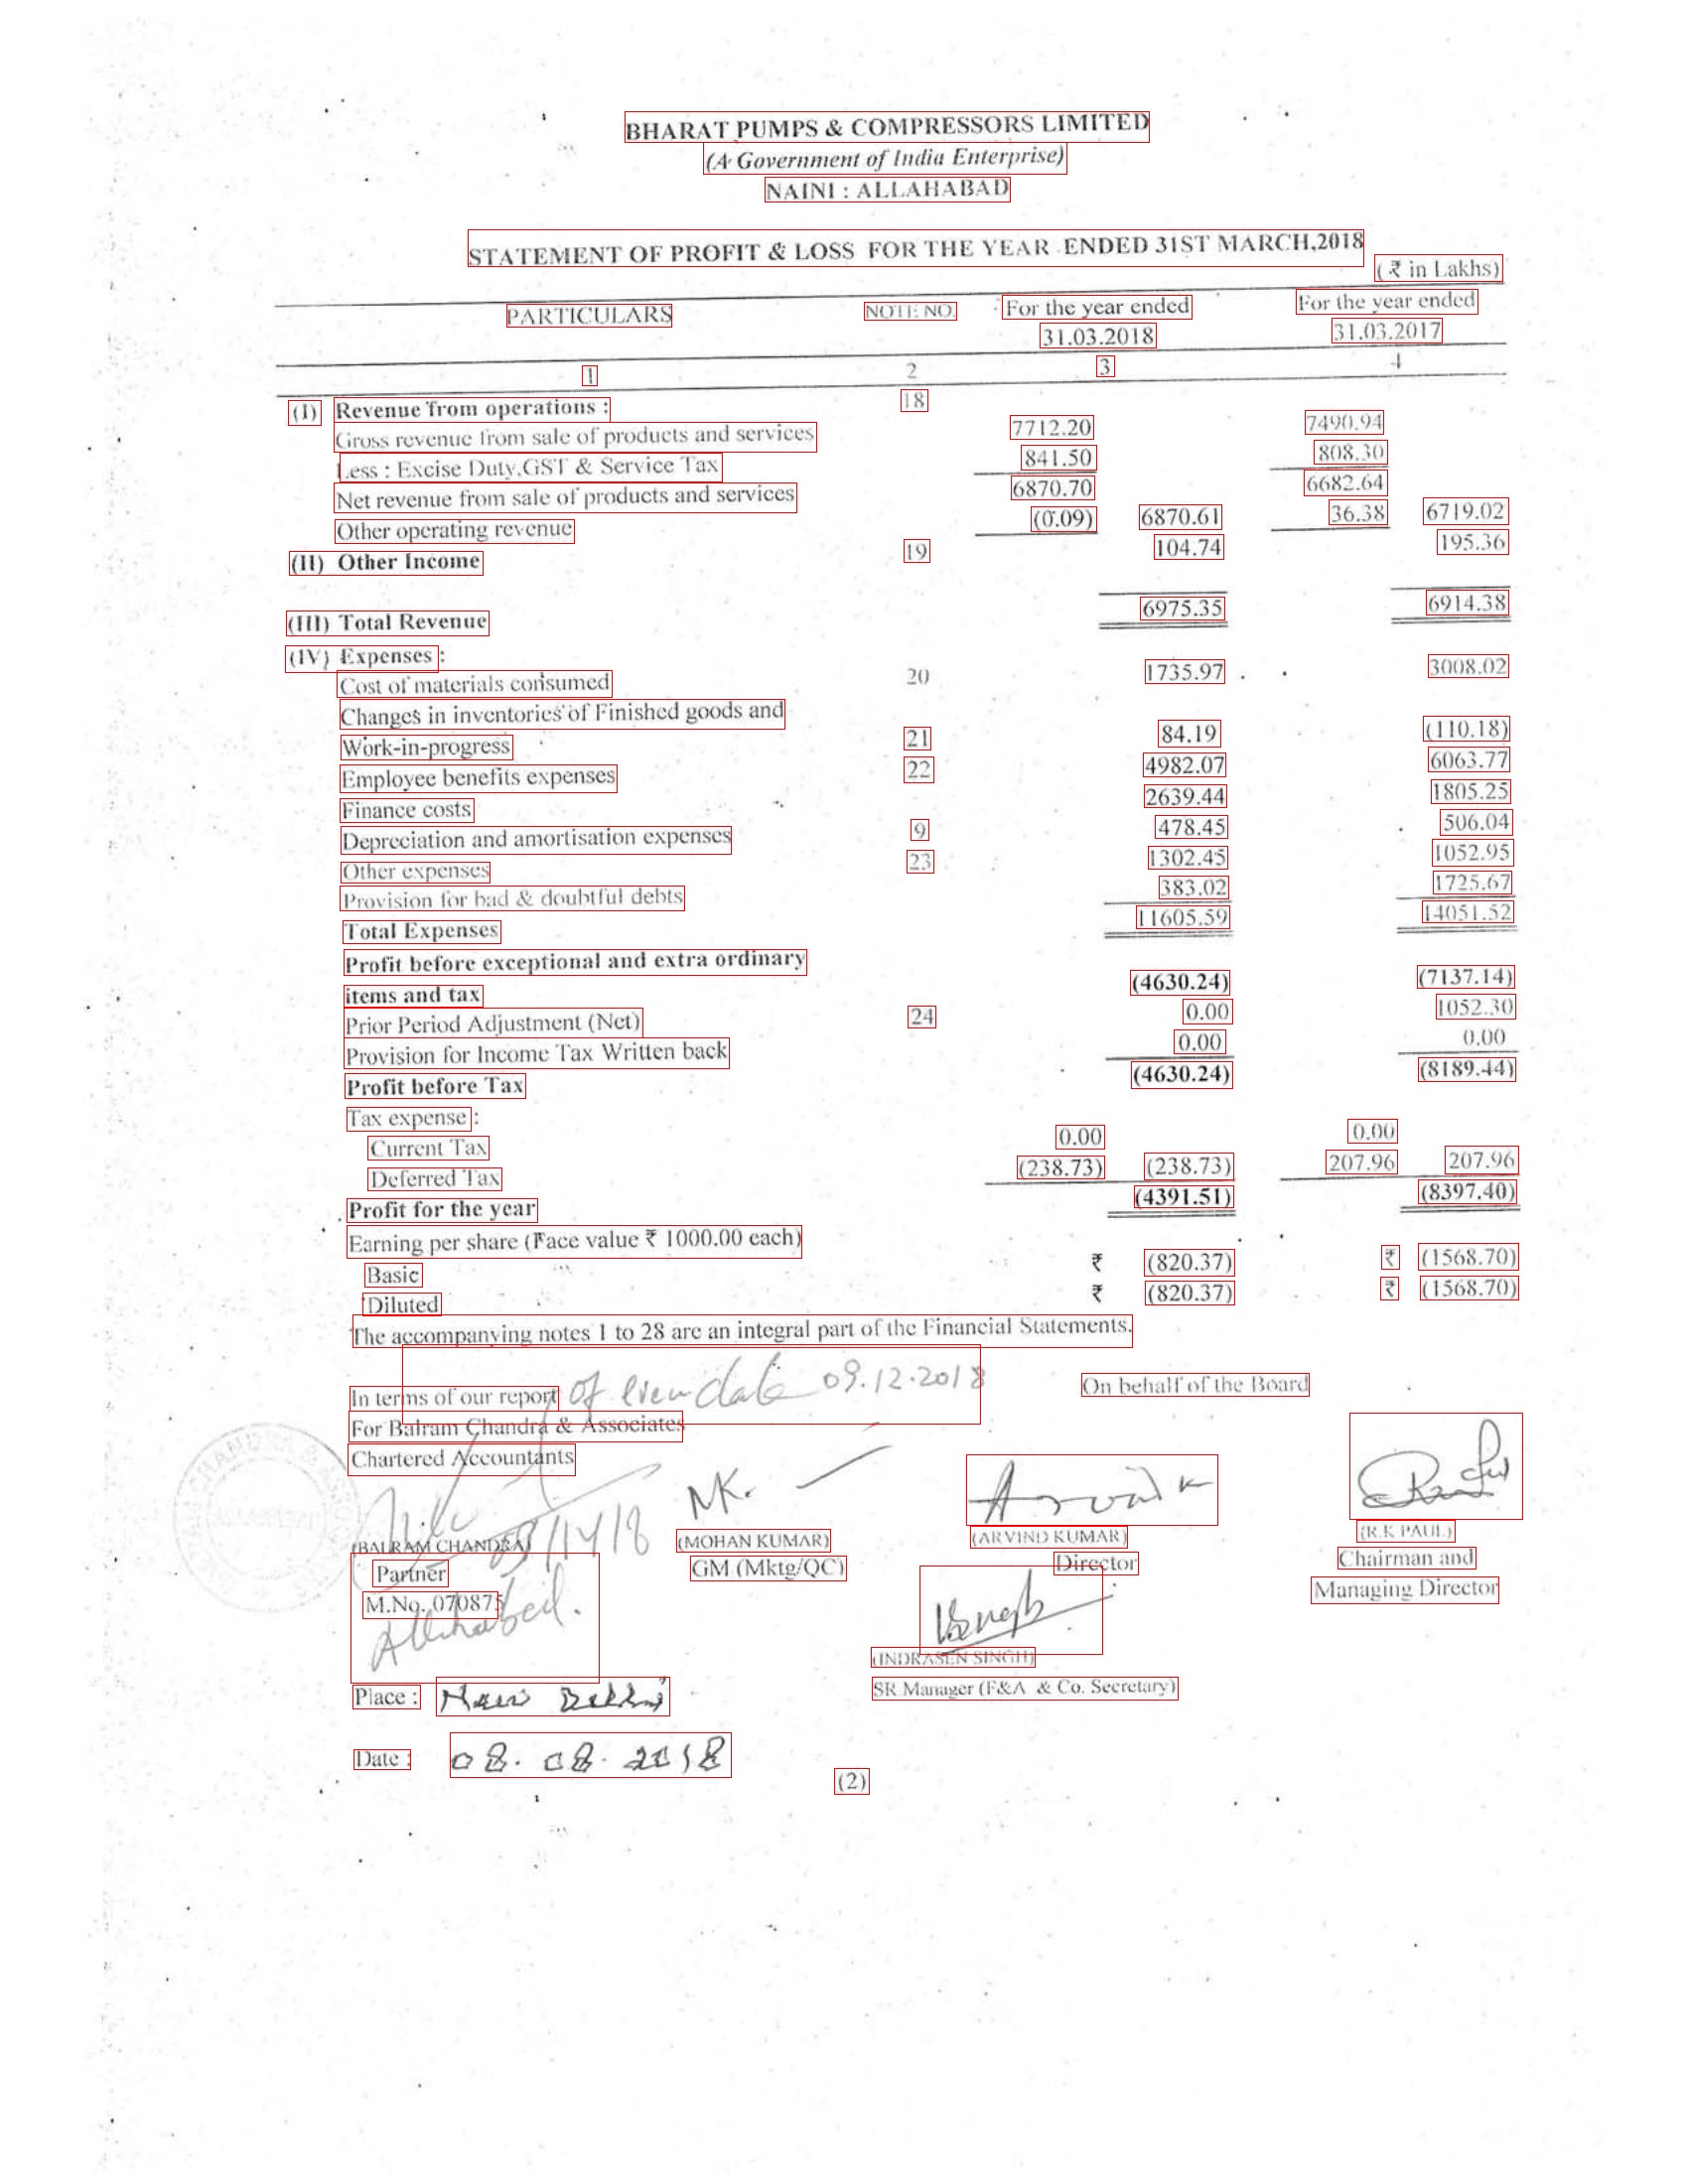 BHARAT PUMPS & COMPRESSORS LIMITED
(A Government of India Enterprise)
NAINI : ALLAHABAD
STATEMENT OF PROFIT & LOSS FOR THE YEAR ENDED 31ST MARCH,2018
(₹ in Lakhs)
PARTICULARS NOTE NO. For the year ended For the year ended
31.03.2018 31.03.2017
1 2 3 4
(I) Revenue from operations : 18
Gross revenue from sale of products and services 7712.20 7490.94
Less : Excise Duty,GST & Service Tax 841.50 808.30
Net revenue from sale of products and services 6870.70 6682.64
Other operating revenue (0.09) 6870.61 36.38 6719.02
(II) Other Income 19 104.74 195.36
(III) Total Revenue 6975.35 6914.38
(IV) Expenses :
Cost of materials consumed 20 1735.97 3008.02
Changes in inventories of Finished goods and
Work-in-progress 21 84.19 (110.18)
Employee benefits expenses 22 4982.07 6063.77
Finance costs 2639.44 1805.25
Depreciation and amortisation expenses 9 478.45 506.04
Other expenses 23 1302.45 1052.95
Provision for bad & doubtful debts 383.02 1725.67
Total Expenses 11605.59 14051.52
Profit before exceptional and extra ordinary
items and tax (4630.24) (7137.14)
Prior Period Adjustment (Net) 24 0.00 1052.30
Provision for Income Tax Written back 0.00 0.00
Profit before Tax (4630.24) (8189.44)
Tax expense :
Current Tax 0.00 0.00
Deferred Tax (238.73) (238.73) 207.96 207.96
Profit for the year (4391.51) (8397.40)
Earning per share (Face value ₹ 1000.00 each)
Basic ₹ (820.37) ₹ (1568.70)
Diluted ₹ (820.37) ₹ (1568.70)
The accompanying notes 1 to 28 are an integral part of the Financial Statements.
In terms of our report of even date 09.12.2018 On behalf of the Board
For Balram Chandra & Associates
Chartered Accountants
(BALRAM CHANDRA) (MOHAN KUMAR) (ARVIND KUMAR) (R.K PAUL)
Partner GM (Mktg/QC) Director Chairman and
M.No. 070875 Managing Director
Allahabad.
(INDRASEN SINGH)
Place : New Delhi SR Manager (F&A & Co. Secretary)
Date : 08.08.2018
(2)